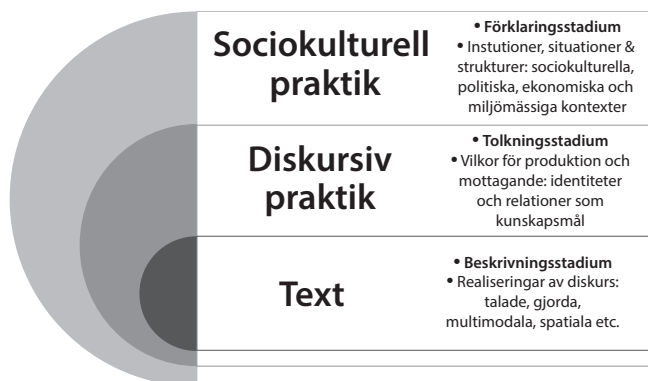 Sociokulturell
praktik
• Förklaringsstadium
• Instutioner, situationer &
strukturer: sociokulturella,
politiska, ekonomiska och
miljömässiga kontexter
Diskursiv
praktik
• Tolkningsstadium
• Vilkor för produktion och
mottagande: identiteter
och relationer som
kunskapsmål
Text
• Beskrivningsstadium
• Realiseringar av diskurs:
talade, gjorda,
multimodala, spatiala etc.